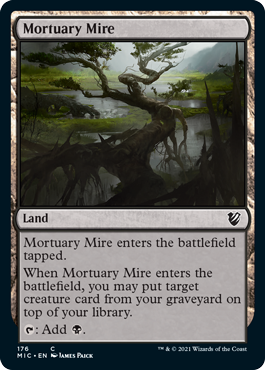 Mortuary Mire
Land
Mortuary Mire enters the battlefield
tapped.
When Mortuary Mire enters the
battlefield, you may put target
creature card from your graveyard on
top of your library.
: Add .
176 C
MIC • EN James Paick ™ & © 2021 Wizards of the Coast